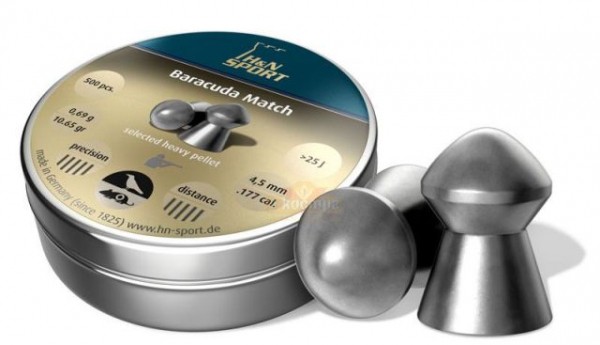 H&N
SPORT
Baracuda Match
500 pcs.
0,69 g
10.65 gr
selected heavy pellet
>25 J
precision
distance
4,5 mm
.177 cal.
made in Germany (since 1825)
www.hn-sport.de